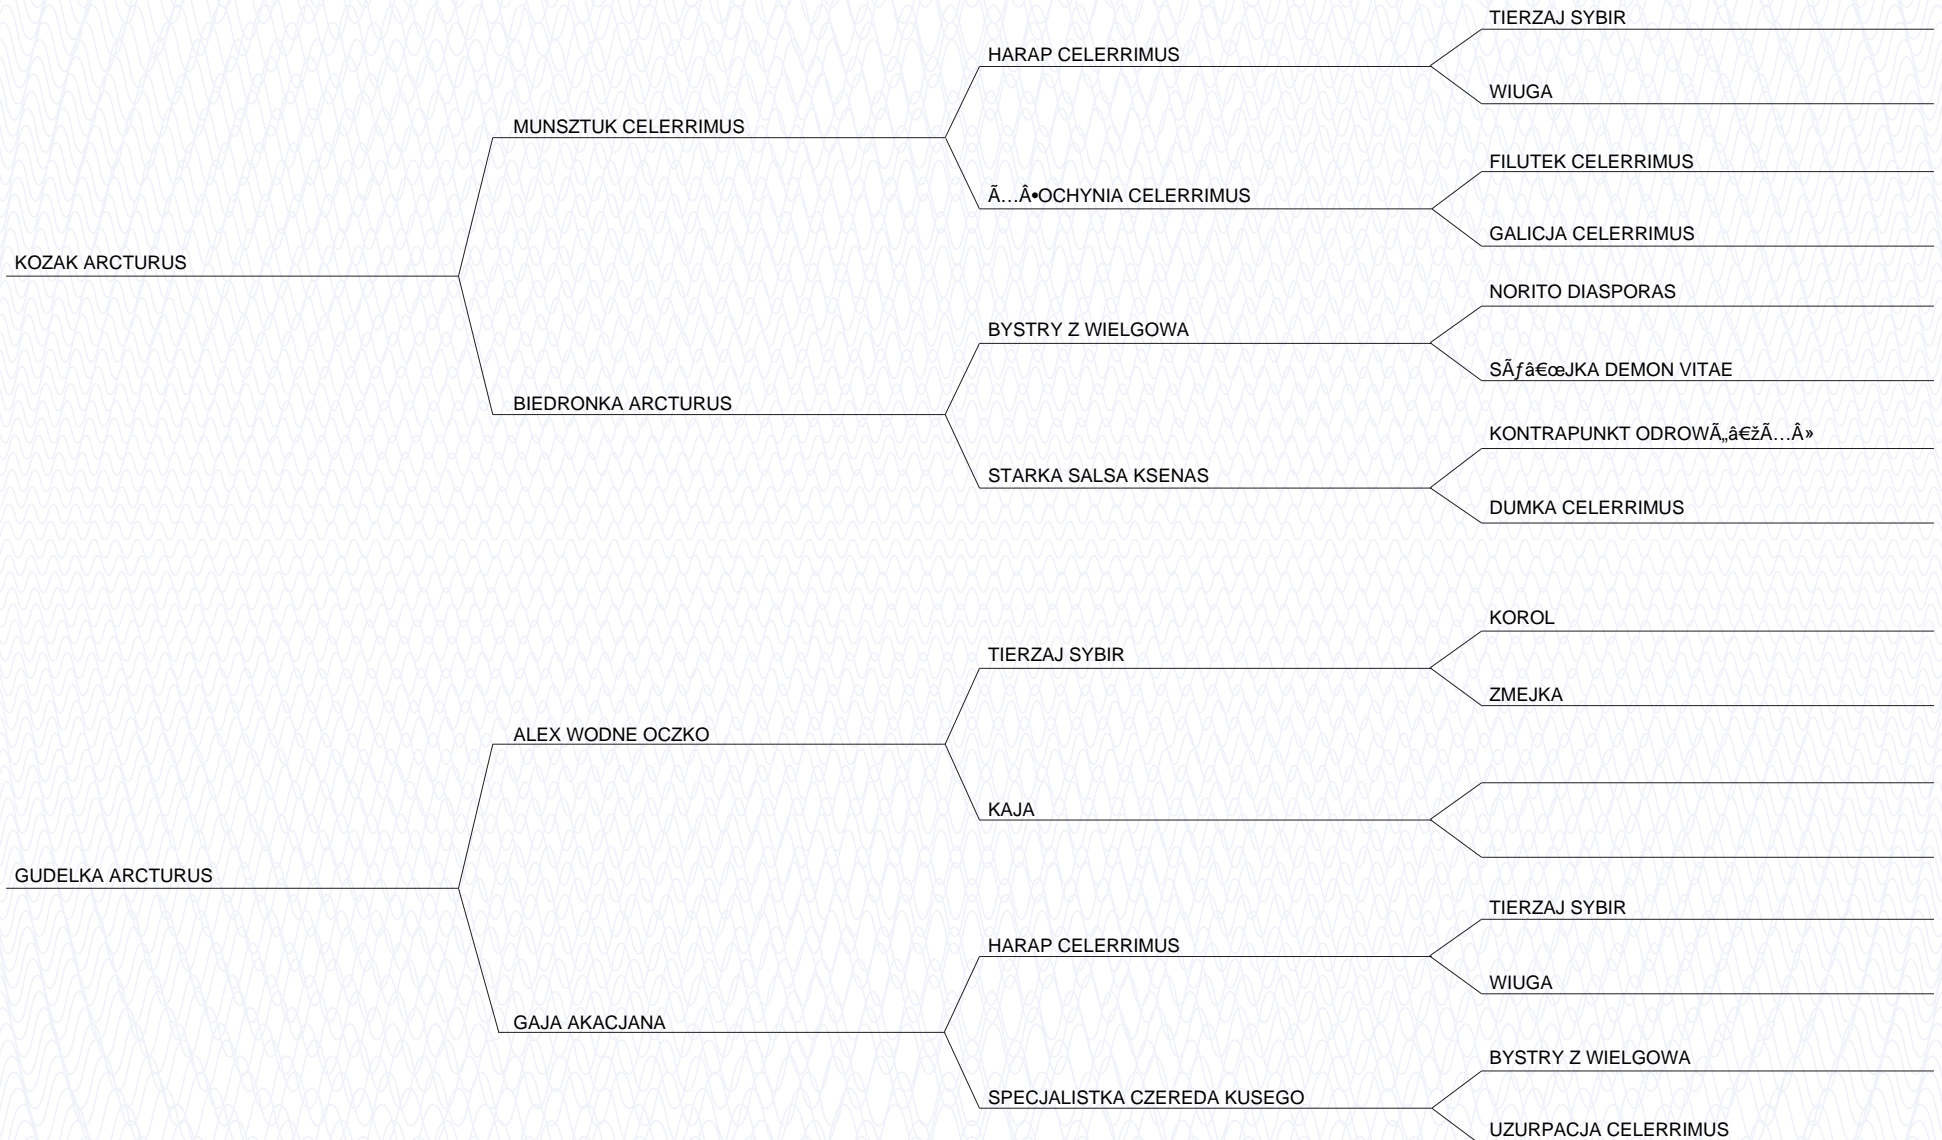 TIERZAJ SYBIR
HARAP CELERRIMUS
WIUGA
MUNSZTUK CELERRIMUS
FILUTEK CELERRIMUS
Ã…Â•OCHYNIA CELERRIMUS
GALICJA CELERRIMUS
KOZAK ARCTURUS
NORITO DIASPORAS
BYSTRY Z WIELGOWA
SÃƒâ€œJKA DEMON VITAE
BIEDRONKA ARCTURUS
KONTRAPUNKT ODROWÃ„â€žÃ…Â»
STARKA SALSA KSENAS
DUMKA CELERRIMUS
KOROL
TIERZAJ SYBIR
ZMEJKA
ALEX WODNE OCZKO
KAJA
GUDELKA ARCTURUS
TIERZAJ SYBIR
HARAP CELERRIMUS
WIUGA
GAJA AKACJANA
BYSTRY Z WIELGOWA
SPECJALISTKA CZEREDA KUSEGO
UZURPACJA CELERRIMUS